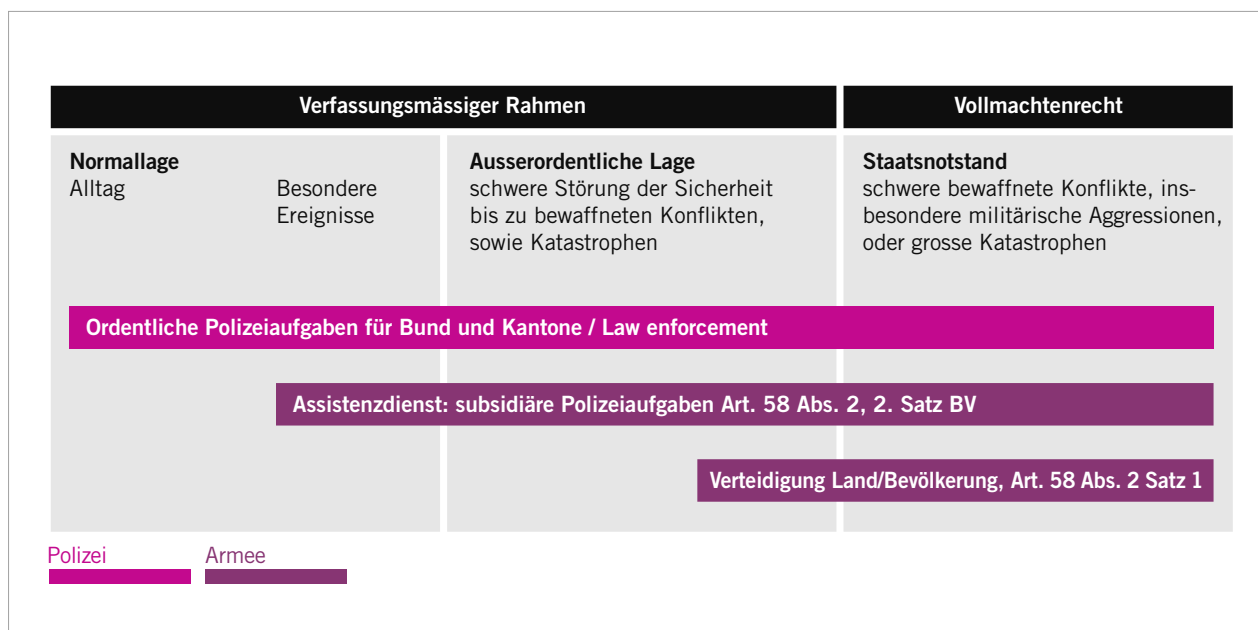 Verfassungsmässiger Rahmen
Vollmachtenrecht
Normallage
Alltag
Besondere
Ereignisse
Ausserordentliche Lage
schwere Störung der Sicherheit
bis zu bewaffneten Konflikten,
sowie Katastrophen
Staatsnotstand
schwere bewaffnete Konflikte, ins-
besondere militärische Aggressionen,
oder grosse Katastrophen
Ordentliche Polizeiaufgaben für Bund und Kantone / Law enforcement
Assistenzdienst: subsidiäre Polizeiaufgaben Art. 58 Abs. 2, 2. Satz BV
Verteidigung Land/Bevölkerung, Art. 58 Abs. 2 Satz 1
Polizei
Armee